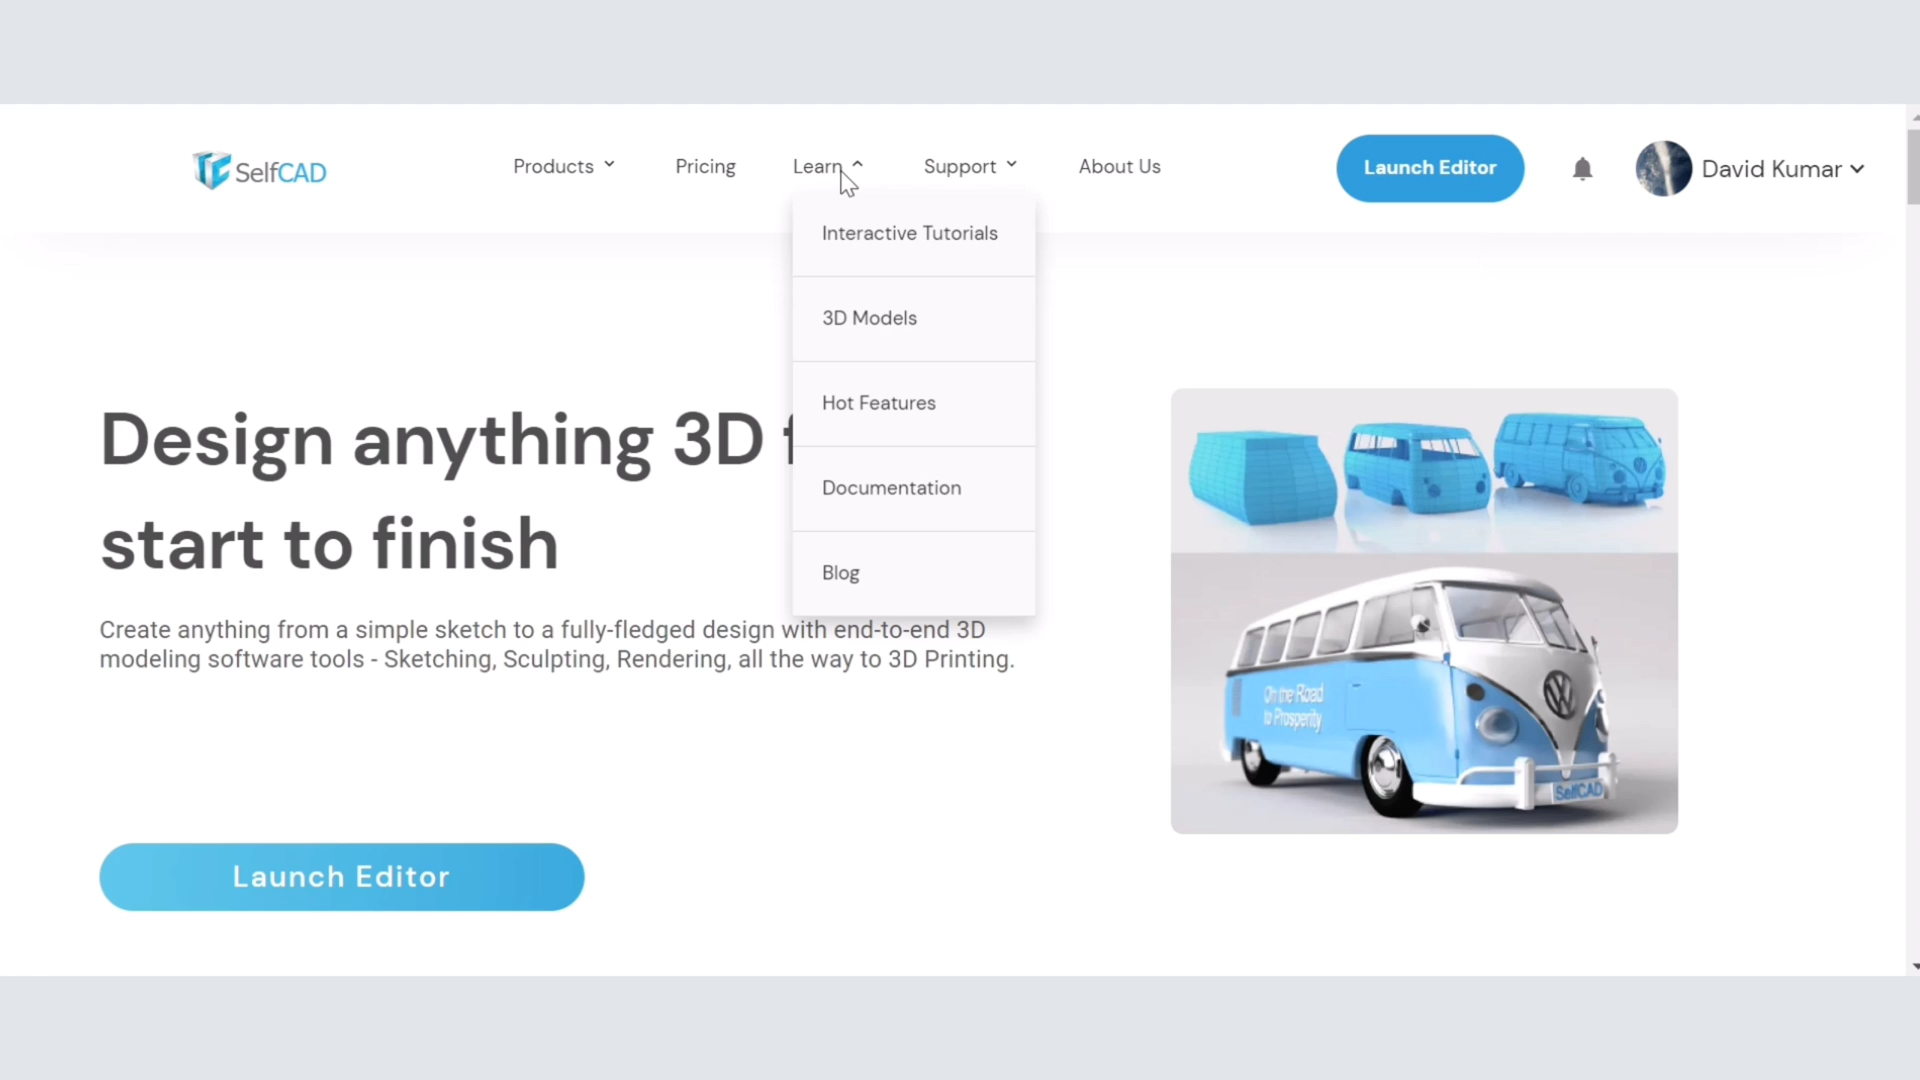 SelfCAD
Products
Pricing
Learn
Support
About Us
Launch Editor
David Kumar
Interactive Tutorials
3D Models
Hot Features
Documentation
Blog
Design anything 3D
start to finish
Create anything from a simple sketch to a fully-fledged design with end-to-end 3D
modeling software tools - Sketching, Sculpting, Rendering, all the way to 3D Printing.
Launch Editor
On the Road
to Prosperity
SelfCAD